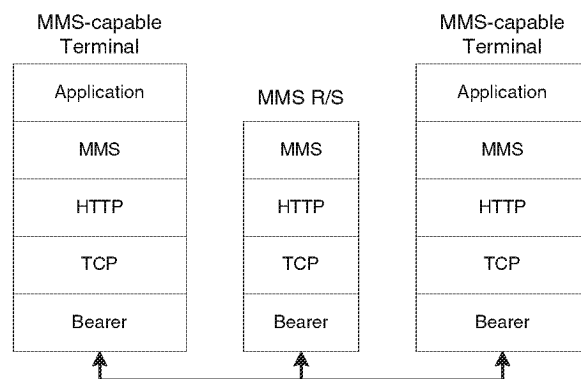 MMS-capable
Terminal
Application
MMS
HTTP
TCP
Bearer
MMS R/S
MMS
HTTP
TCP
Bearer
MMS-capable
Terminal
Application
MMS
HTTP
TCP
Bearer